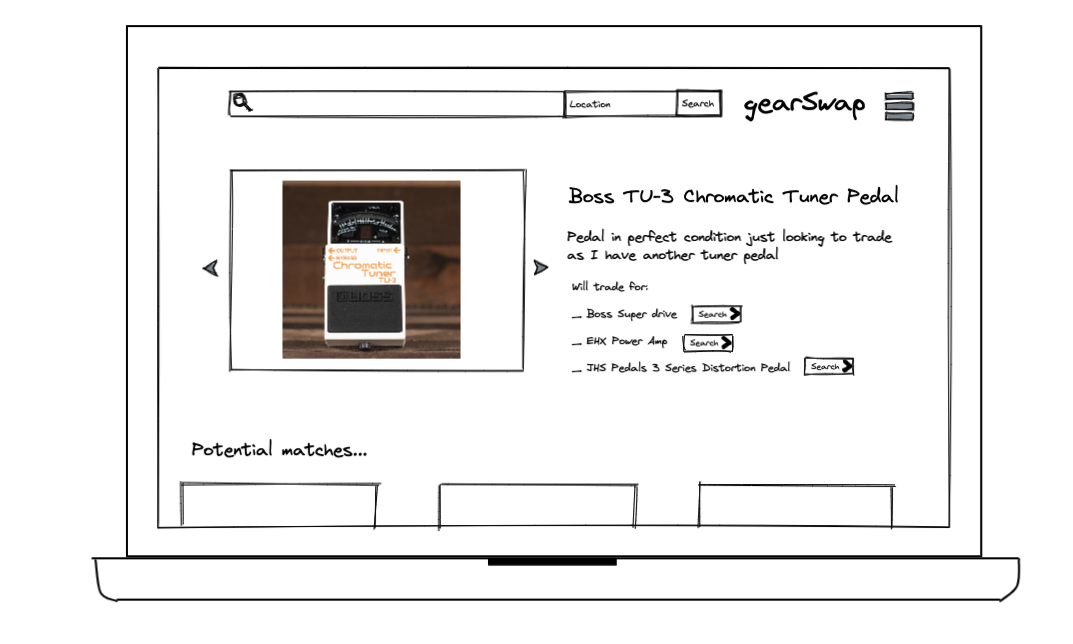 Location
Search
gearSwap
Boss TU-3 Chromatic Tuner Pedal
Pedal in perfect condition just looking to trade
as I have another tuner pedal
Will trade for:
_ Boss Super drive
Search
_ EHX Power Amp
Search
_ JHS Pedals 3 Series Distortion Pedal
Search
OUTPUT
Chromatic
Tuner
TU-3
BOSS
Potential matches...